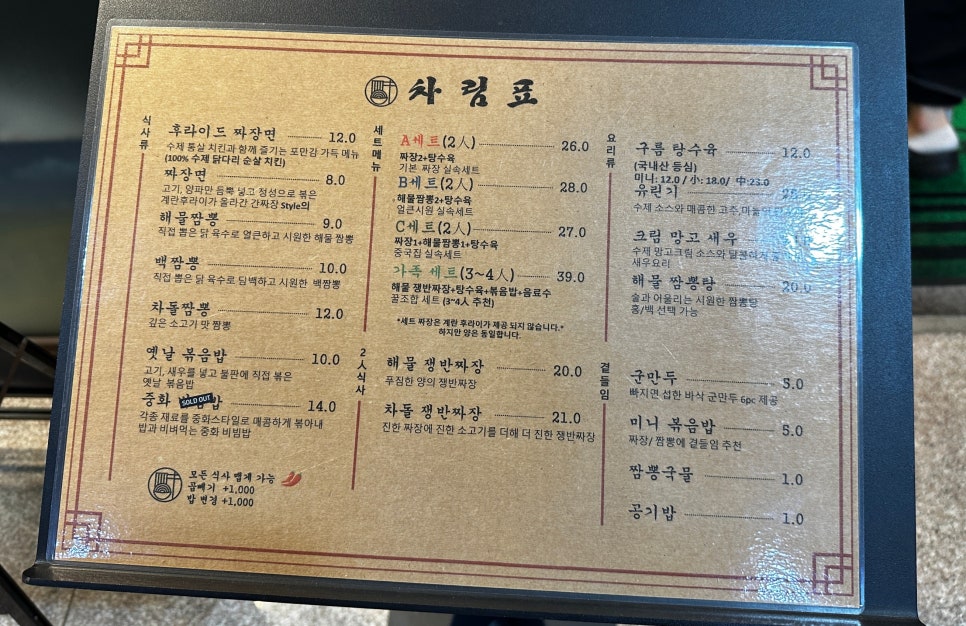 차림표
식사류
후라이드 짜장면 12.0
수제 통살 치킨과 함께 즐기는 포만감 가득 메뉴
(100% 수제 닭다리 순살 치킨)
짜장면 8.0
고기, 양파만 듬뿍 넣고 정성으로 볶은
계란후라이가 올라간 간짜장 Style의
해물짬뽕 9.0
직접 뽑은 닭 육수로 얼큰하고 시원한 해물 짬뽕
백짬뽕 10.0
직접 뽑은 닭 육수로 담백하고 시원한 백짬뽕
차돌짬뽕 12.0
깊은 소고기 맛 짬뽕
옛날 볶음밥 10.0
고기, 새우를 넣고 불판에 직접 볶은
옛날 볶음밥
중화 밥 14.0
SOLD OUT
각종 재료를 중화스타일로 매콤하게 볶아내
밥과 비벼먹는 중화 비빔밥
모든 식사 맵게 가능
곱빼기 +1,000
밥 변경 +1,000
세트메뉴
A세트(2人) 26.0
짜장2+탕수육
기본 짜장 실속세트
B세트(2人) 28.0
해물짬뽕2+탕수육
얼큰시원 실속세트
C세트(2人) 27.0
짜장1+해물짬뽕1+탕수육
중국집 실속세트
가족 세트(3~4人) 39.0
해물 쟁반짜장+탕수육+볶음밥+음료수
꿀조합 세트 (3~4人 추천)
*세트 짜장은 계란 후라이가 제공 되지 않습니다.*
하지만 양은 동일합니다.
2人식사
해물 쟁반짜장 20.0
푸짐한 양의 쟁반짜장
차돌 쟁반짜장 21.0
진한 짜장에 진한 소고기를 더해 더 진한 쟁반짜장
요리류
구름 탕수육 12.0
(국내산 등심)
미니: 12.0 / 小: 18.0/ 中:23.0
유린기
수제 소스와 매콤한 고추,마늘
크림 망고 새우
수제 망고크림 소스와 달콤하게
새우요리
해물 짬뽕탕 20.0
술과 어울리는 시원한 짬뽕탕
홍/백 선택 가능
곁들임
군만두 5.0
빠지면 섭한 바삭 군만두 6pc 제공
미니 볶음밥 5.0
짜장/ 짬뽕에 곁들임 추천
짬뽕국물 1.0
공기밥 1.0